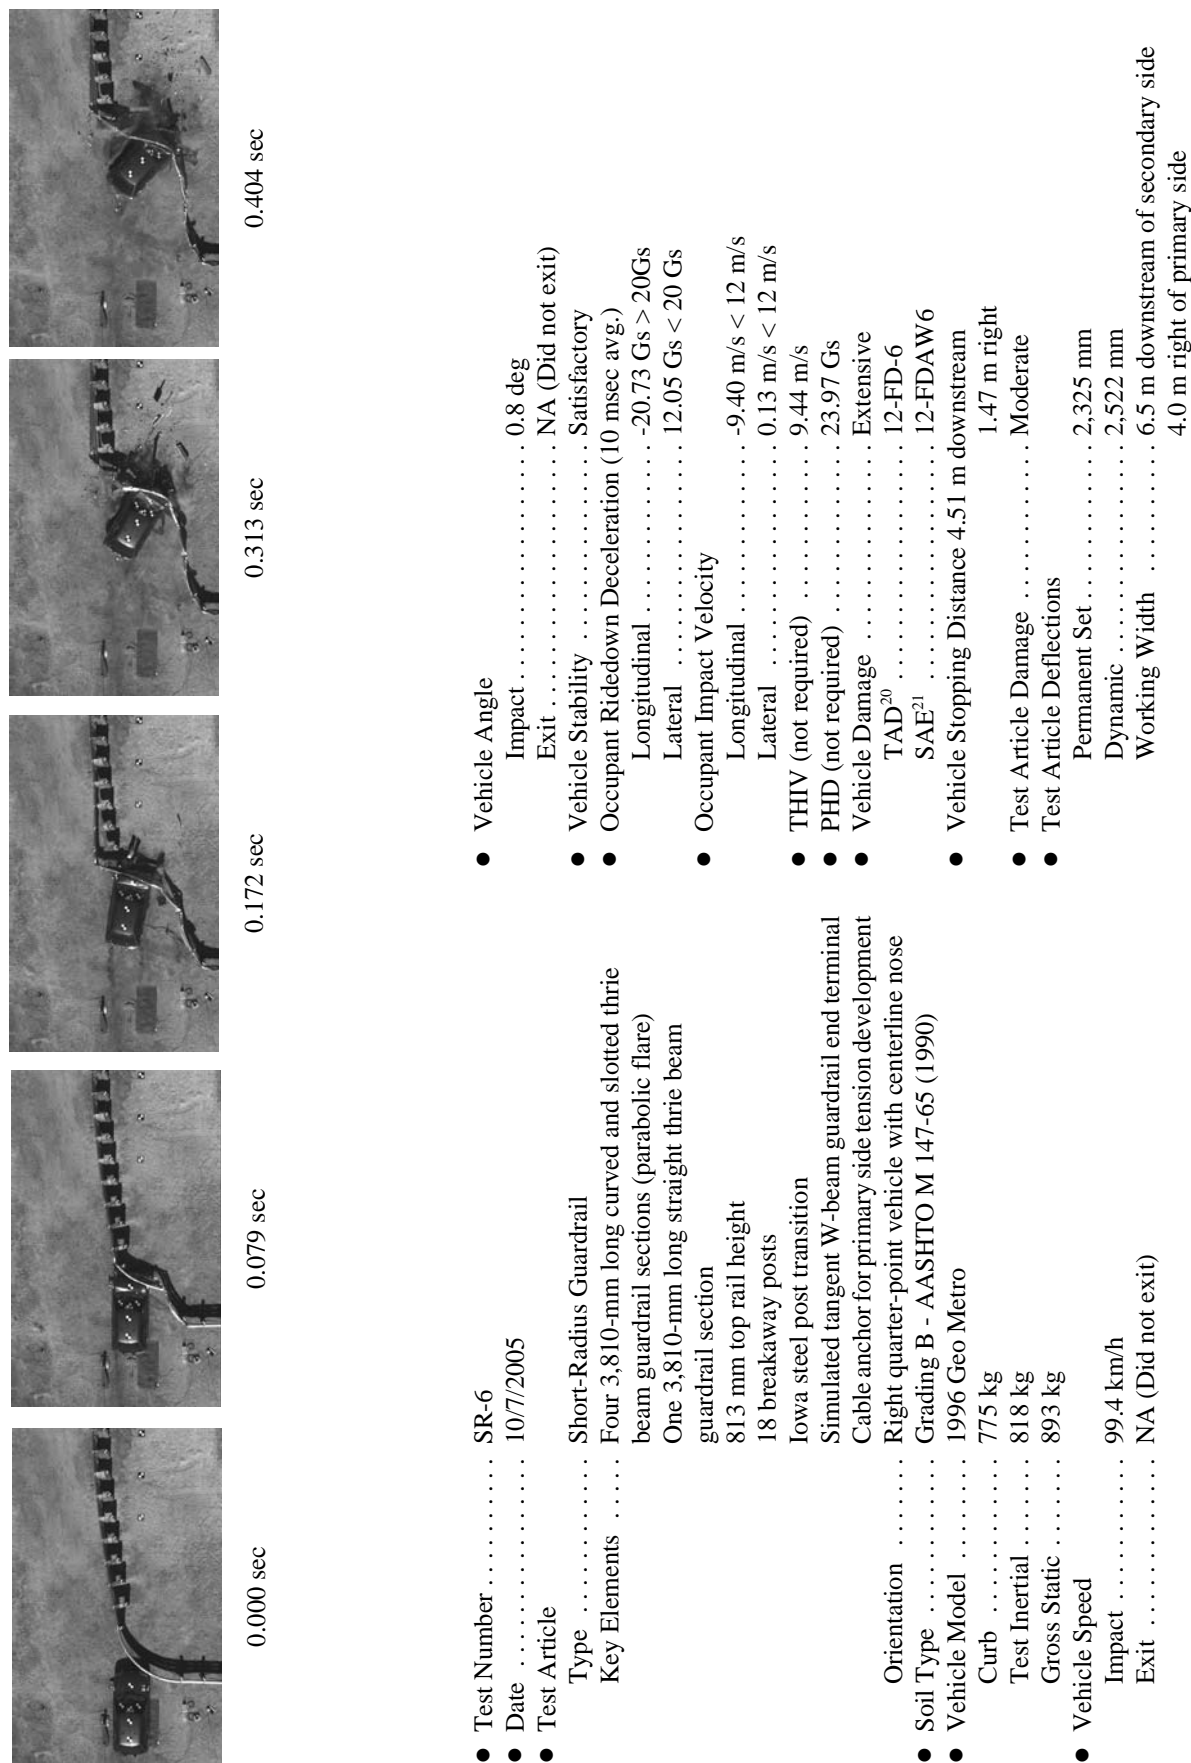 0.000 sec
0.079 sec
0.172 sec
0.313 sec
0.404 sec
● Test Number . . . . . . . . . . . SR-6
● Date . . . . . . . . . . . . . . . . . 10/7/2005
● Test Article
Type . . . . . . . . . . . . . Short-Radius Guardrail
Key Elements . . . . . Four 3,810-mm long curved and slotted thrie
beam guardrail sections (parabolic flare)
One 3,810-mm long straight thrie beam
guardrail section
813 mm top rail height
18 breakaway posts
Iowa steel post transition
Simulated tangent W-beam guardrail end terminal
Cable anchor for primary side tension development
Orientation . . . . . . . Right quarter-point vehicle with centerline nose
● Soil Type . . . . . . . . . . . . . Grading B - AASHTO M 147-65 (1990)
● Vehicle Model . . . . . . . . . 1996 Geo Metro
Curb . . . . . . . . . . . . . 775 kg
Test Inertial . . . . . . . 818 kg
Gross Static . . . . . . . 893 kg
● Vehicle Speed
Impact . . . . . . . . . . . . 99.4 km/h
Exit . . . . . . . . . . . . . . NA (Did not exit)
● Vehicle Angle
Impact . . . . . . . . . . . . . . . . . . . . 0.8 deg
Exit . . . . . . . . . . . . . . . . . . . . . . NA (Did not exit)
● Vehicle Stability . . . . . . . . . . . . . . . Satisfactory
● Occupant Ridedown Deceleration (10 msec avg.)
Longitudinal . . . . . . . . . . . . . . . -20.73 Gs > 20Gs
Lateral . . . . . . . . . . . . . . . . . . . 12.05 Gs < 20 Gs
● Occupant Impact Velocity
Longitudinal . . . . . . . . . . . . . . . -9.40 m/s < 12 m/s
Lateral . . . . . . . . . . . . . . . . . . . 0.13 m/s < 12 m/s
● THIV (not required) . . . . . . . . . . . . 9.44 m/s
● PHD (not required) . . . . . . . . . . . . . 23.97 Gs
● Vehicle Damage . . . . . . . . . . . . . . . Extensive
TAD20 . . . . . . . . . . . . . . . . . . . 12-FD-6
SAE21 . . . . . . . . . . . . . . . . . . . 12-FDAW6
● Vehicle Stopping Distance 4.51 m downstream
1.47 m right
● Test Article Damage . . . . . . . . . . . . Moderate
● Test Article Deflections
Permanent Set . . . . . . . . . . . . . . 2,325 mm
Dynamic . . . . . . . . . . . . . . . . . . 2,522 mm
Working Width . . . . . . . . . . . . . 6.5 m downstream of secondary side
4.0 m right of primary side